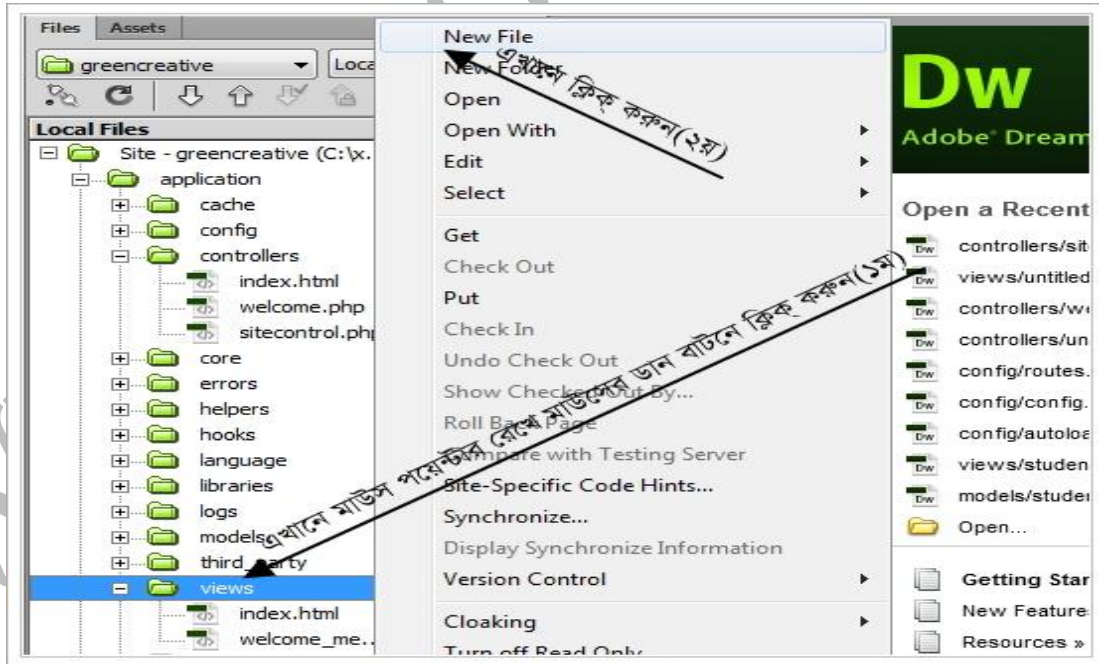 Files Assets
greencreative
Local Files
Site - greencreative (C:\x.
application
cache
config
controllers
index.html
welcome.php
sitecontrol.php
core
errors
helpers
hooks
language
libraries
logs
models
third_party
views
index.html
welcome_me..
New File
New Folder
Open
Open With
Edit
Select
Get
Check Out
Put
Check In
Undo Check Out
Show Checked Out By...
Roll Back Page
Compare with Testing Server
Site-Specific Code Hints...
Synchronize...
Display Synchronize Information
Version Control
Cloaking
Turn off Read Only
এখানে ক্লিক্ করুন(২য়)
এখানে মাউস পয়েন্টার রেখে মাউসের ডান বাটনে ক্লিক্ করুন(১ম)
Dw
Adobe® Dream
Open a Recent
controllers/sit
views/untitled
controllers/we
controllers/un
config/routes.
config/config.
config/autoloa
views/studen
models/studen
Open...
Getting Star
New Feature
Resources »